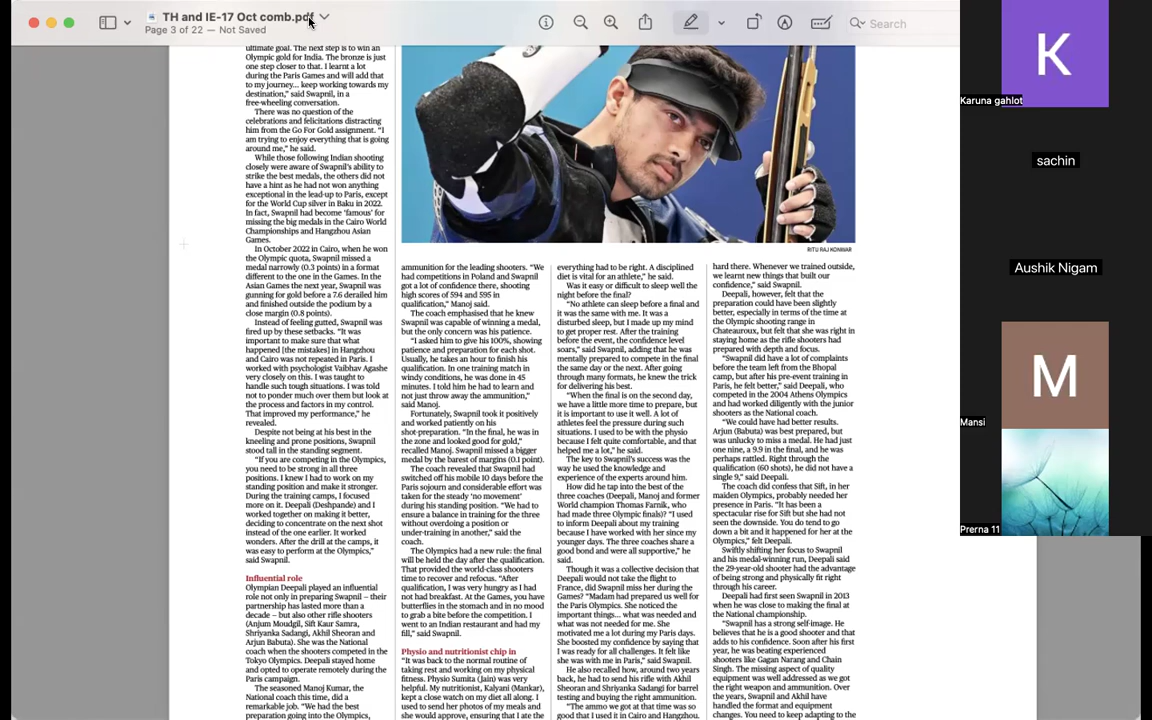 TH and IE-17 Oct comb.pdf
Page 3 of 22 — Not Saved
Search
ultimate goal. The next step is to win an
Olympic gold for India. The bronze is just
one step closer to that. I learnt a lot
during the Paris Games and will add that
to my journey... keep working towards my
destination,” said Swapnil, in a
free-wheeling conversation.
There was no question of the
celebrations and felicitations distracting
him from the Go For Gold assignment. “I
am trying to enjoy everything that is going
around me,” he said.
While those following Indian shooting
closely were aware of Swapnil’s ability to
strike the best medals, the others did not
have a hint as he had not won anything
exceptional in the lead-up to Paris, except
for the World Cup silver in Baku in 2022.
In fact, Swapnil had become ‘famous’ for
missing the big medals in the Cairo World
Championships and Hangzhou Asian
Games.
In October 2022 in Cairo, when he won
the Olympic quota, Swapnil missed a
medal narrowly (0.3 points) in a format
different to the one in the Games. In the
Asian Games the next year, Swapnil was
gunning for gold before a 7.6 derailed him
and finished outside the podium by a
close margin (0.8 points).
Instead of feeling gutted, Swapnil was
fired up by these setbacks. “It was
important to make sure that what
happened [the mistakes] in Hangzhou
and Cairo was not repeated in Paris. I
worked with psychologist Vaibhav Agashe
very closely on this. I was taught to
handle such tough situations. I was told
not to ponder much over them but look at
the process and factors in my control.
That improved my performance,” he
revealed.
Despite not being at his best in the
kneeling and prone positions, Swapnil
stood tall in the standing segment.
“If you are competing in the Olympics,
you need to be strong in all three
positions. I knew I had to work on my
standing position and make it stronger.
During the training camps, I focused
more on it. Deepali (Deshpande) and I
worked together on making it better,
deciding to concentrate on the next shot
instead of the one earlier. It worked
wonders. After the drill at the camps, it
was easy to perform at the Olympics,”
said Swapnil.
Influential role
Olympian Deepali played an influential
role not only in preparing Swapnil – their
partnership has lasted more than a
decade – but also other rifle shooters
(Anjum Moudgil, Sift Kaur Samra,
Shriyanka Sadangi, Akhil Sheoran and
Arjun Babuta). She was the National
coach when the shooters competed in the
Tokyo Olympics. Deepali stayed home
and opted to operate remotely during the
Paris campaign.
The seasoned Manoj Kumar, the
National coach this time, did a
remarkable job. “We had the best
preparation going into the Olympics,
RITU RAJ KONWAR
ammunition for the leading shooters. “We
had competitions in Poland and Swapnil
got a lot of confidence there, shooting
high scores of 594 and 595 in
qualification,” Manoj said.
The coach emphasised that he knew
Swapnil was capable of winning a medal,
but the only concern was his patience.
“I asked him to give his 100%, showing
patience and preparation for each shot.
Usually, he takes an hour to finish his
qualification. In one training match in
windy conditions, he was done in 45
minutes. I told him he had to learn and
not just throw away the ammunition,”
said Manoj.
Fortunately, Swapnil took it positively
and worked patiently on his
shot-preparation. “In the final, he was in
the zone and looked good for gold,”
recalled Manoj. Swapnil missed a bigger
medal by the barest of margins (0.1 point).
The coach revealed that Swapnil had
switched off his mobile 10 days before the
Paris sojourn and considerable effort was
taken for the steady ‘no movement’
during his standing position. “We had to
ensure a balance in training for the three
without overdoing a position or
under-training in another,” said the
coach.
The Olympics had a new rule: the final
will be held the day after the qualification.
That provided the world-class shooters
time to recover and refocus. “After
qualification, I was very hungry as I had
not had breakfast. At the Games, you have
butterflies in the stomach and in no mood
to grab a bite before the competition. I
went to an Indian restaurant and had my
fill,” said Swapnil.
Physio and nutritionist chip in
“It was back to the normal routine of
taking rest and working on my physical
fitness. Physio Sumita (Jain) was very
helpful. My nutritionist, Kalyani (Mankar),
kept a close watch on my diet all along. I
used to send her photos of my meals and
she would approve, ensuring that I ate the
everything had to be right. A disciplined
diet is vital for an athlete,” he said.
Was it easy or difficult to sleep well the
night before the final?
“No athlete can sleep before a final and
it was the same with me. It was a
disturbed sleep, but I made up my mind
to get proper rest. After the training
before the event, the confidence level
soars,” said Swapnil, adding that he was
mentally prepared to compete in the final
the same day or the next. After going
through many formats, he knew the trick
for delivering his best.
“When the final is on the second day,
we have a little more time to prepare, but
it is important to use it well. A lot of
athletes feel the pressure during such
situations. I used to be with the physio
because I felt quite comfortable, and that
helped me a lot,” he said.
The key to Swapnil’s success was the
way he used the knowledge and
experience of the experts around him.
How did he tap into the best of the
three coaches (Deepali, Manoj and former
World champion Thomas Farnik, who
had made three Olympic finals)? “I used
to inform Deepali about my training
because I have worked with her since my
younger days. The three coaches share a
good bond and were all supportive,” he
said.
Though it was a collective decision that
Deepali would not take the flight to
France, did Swapnil miss her during the
Games? “Madam had prepared us well for
the Paris Olympics. She noticed the
important things... what was needed and
what was not needed for me. She
motivated me a lot during my Paris days.
She boosted my confidence by saying that
I was ready for all challenges. It felt like
she was with me in Paris,” said Swapnil.
He also recalled how, around two years
back, he had to send his rifle with Akhil
Sheoran and Shriyanka Sadangi for barrel
testing and buying the right ammunition.
“The ammo we got at that time was so
good that I used it in Cairo and Hangzhou.
hard there. Whenever we trained outside,
we learnt new things that built our
confidence,” said Swapnil.
Deepali, however, felt that the
preparation could have been slightly
better, especially in terms of the time at
the Olympic shooting range in
Chateauroux, but felt that she was right in
staying home as the rifle shooters had
prepared with depth and focus.
“Swapnil did have a lot of complaints
before the team left from the Bhopal
camp, but after his pre-event training in
Paris, he felt better,” said Deepali, who
competed in the 2004 Athens Olympics
and had worked diligently with the junior
shooters as the National coach.
“We could have had better results.
Arjun (Babuta) was best prepared, but
was unlucky to miss a medal. He had just
one nine, a 9.9 in the final, and he was
perhaps rattled. Right through the
qualification (60 shots), he did not have a
single 9,” said Deepali.
The coach did confess that Sift, in her
maiden Olympics, probably needed her
presence in Paris. “It has been a
spectacular rise for Sift but she had not
seen the downside. You do tend to go
down a bit and it happened for her at the
Olympics,” felt Deepali.
Swiftly shifting her focus to Swapnil
and his medal-winning run, Deepali said
the 29-year-old shooter had the advantage
of being strong and physically fit right
through his career.
Deepali had first seen Swapnil in 2013
when he was close to making the final at
the National championship.
“Swapnil has a strong self-image. He
believes that he is a good shooter and that
adds to his confidence. Soon after his first
year, he was beating experienced
shooters like Gagan Narang and Chain
Singh. The missing aspect of quality
equipment was well addressed as we got
the right weapon and ammunition. Over
the years, Swapnil and Akhil have
handled the format and equipment
changes. You need to keep adapting to the
K
Karuna gahlot
sachin
Aushik Nigam
M
Mansi
Prerna 11